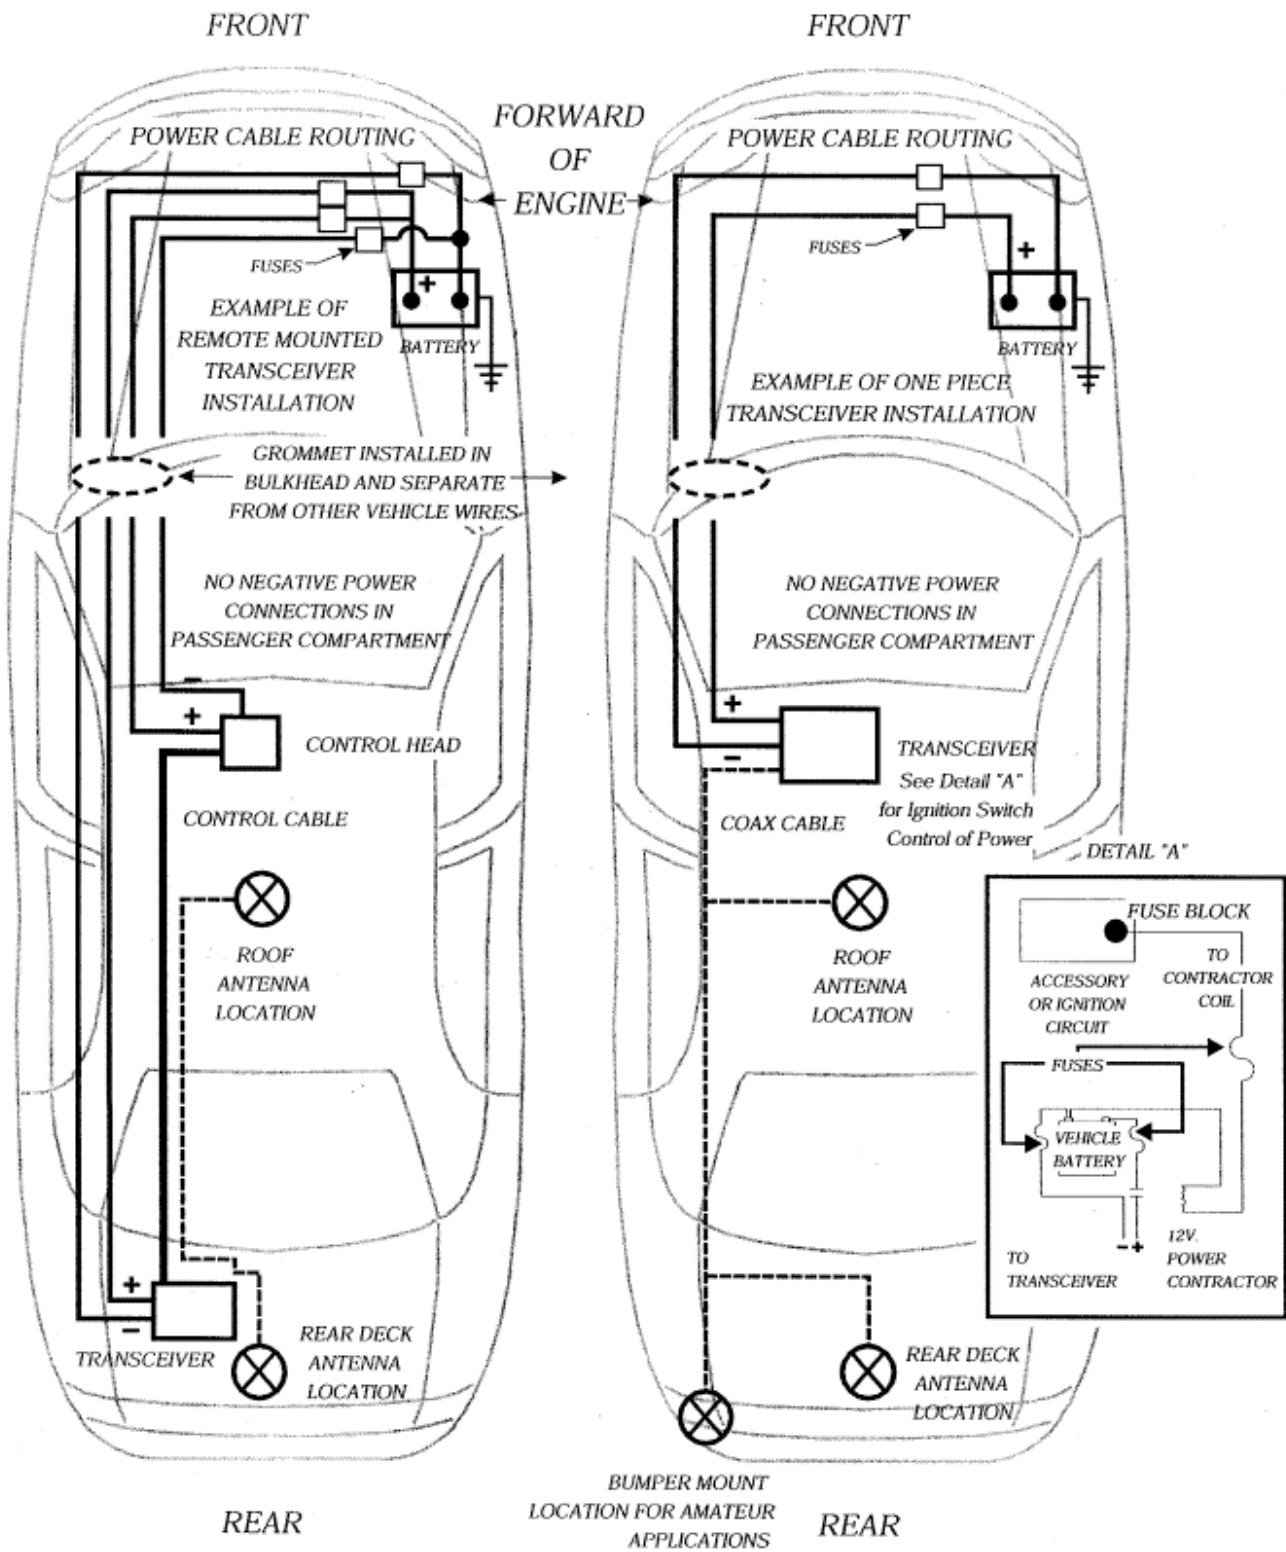 FRONT
FRONT
FORWARD
OF
ENGINE
POWER CABLE ROUTING
POWER CABLE ROUTING
FUSES
+
BATTERY
FUSES
+
BATTERY
EXAMPLE OF
REMOTE MOUNTED
TRANSCEIVER
INSTALLATION
EXAMPLE OF ONE PIECE
TRANSCEIVER INSTALLATION
GROMMET INSTALLED IN
BULKHEAD AND SEPARATE
FROM OTHER VEHICLE WIRES
NO NEGATIVE POWER
CONNECTIONS IN
PASSENGER COMPARTMENT
NO NEGATIVE POWER
CONNECTIONS IN
PASSENGER COMPARTMENT
−
+
CONTROL HEAD
CONTROL CABLE
+
−
TRANSCEIVER
See Detail "A"
for Ignition Switch
Control of Power
COAX CABLE
ROOF
ANTENNA
LOCATION
ROOF
ANTENNA
LOCATION
DETAIL "A"
FUSE BLOCK
ACCESSORY
OR IGNITION
CIRCUIT
TO
CONTRACTOR
COIL
FUSES
VEHICLE
BATTERY
− +
TO
TRANSCEIVER
12V.
POWER
CONTRACTOR
+
−
TRANSCEIVER
REAR DECK
ANTENNA
LOCATION
REAR DECK
ANTENNA
LOCATION
BUMPER MOUNT
LOCATION FOR AMATEUR
APPLICATIONS
REAR
REAR